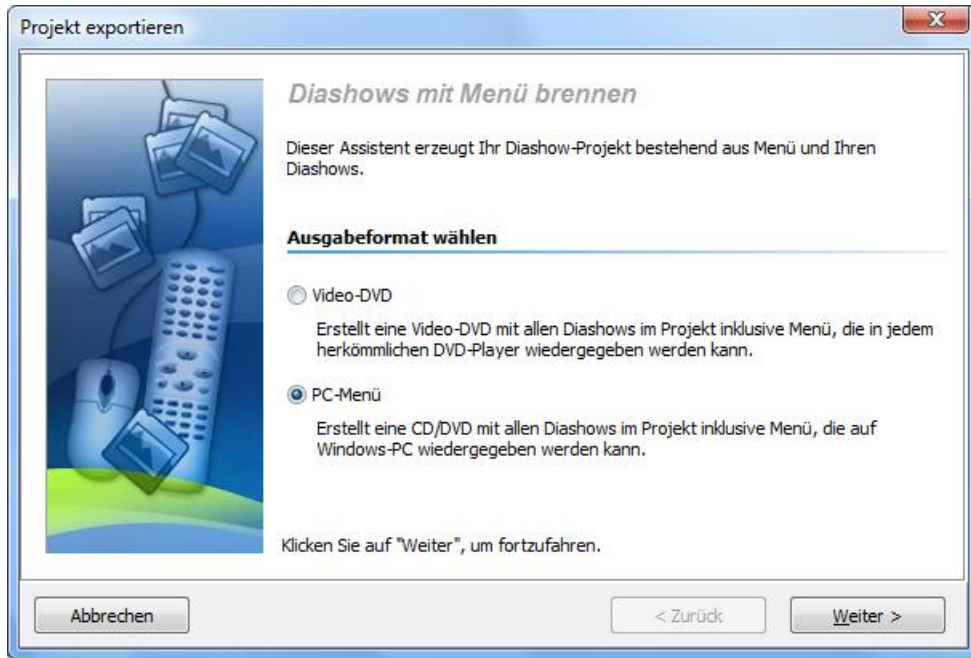 Projekt exportieren
Diashows mit Menü brennen
Dieser Assistent erzeugt Ihr Diashow-Projekt bestehend aus Menü und Ihren
Diashows.
Ausgabeformat wählen
Video-DVD
Erstellt eine Video-DVD mit allen Diashows im Projekt inklusive Menü, die in jedem
herkömmlichen DVD-Player wiedergegeben werden kann.
PC-Menü
Erstellt eine CD/DVD mit allen Diashows im Projekt inklusive Menü, die auf
Windows-PC wiedergegeben werden kann.
Klicken Sie auf "Weiter", um fortzufahren.
Abbrechen
< Zurück
Weiter >